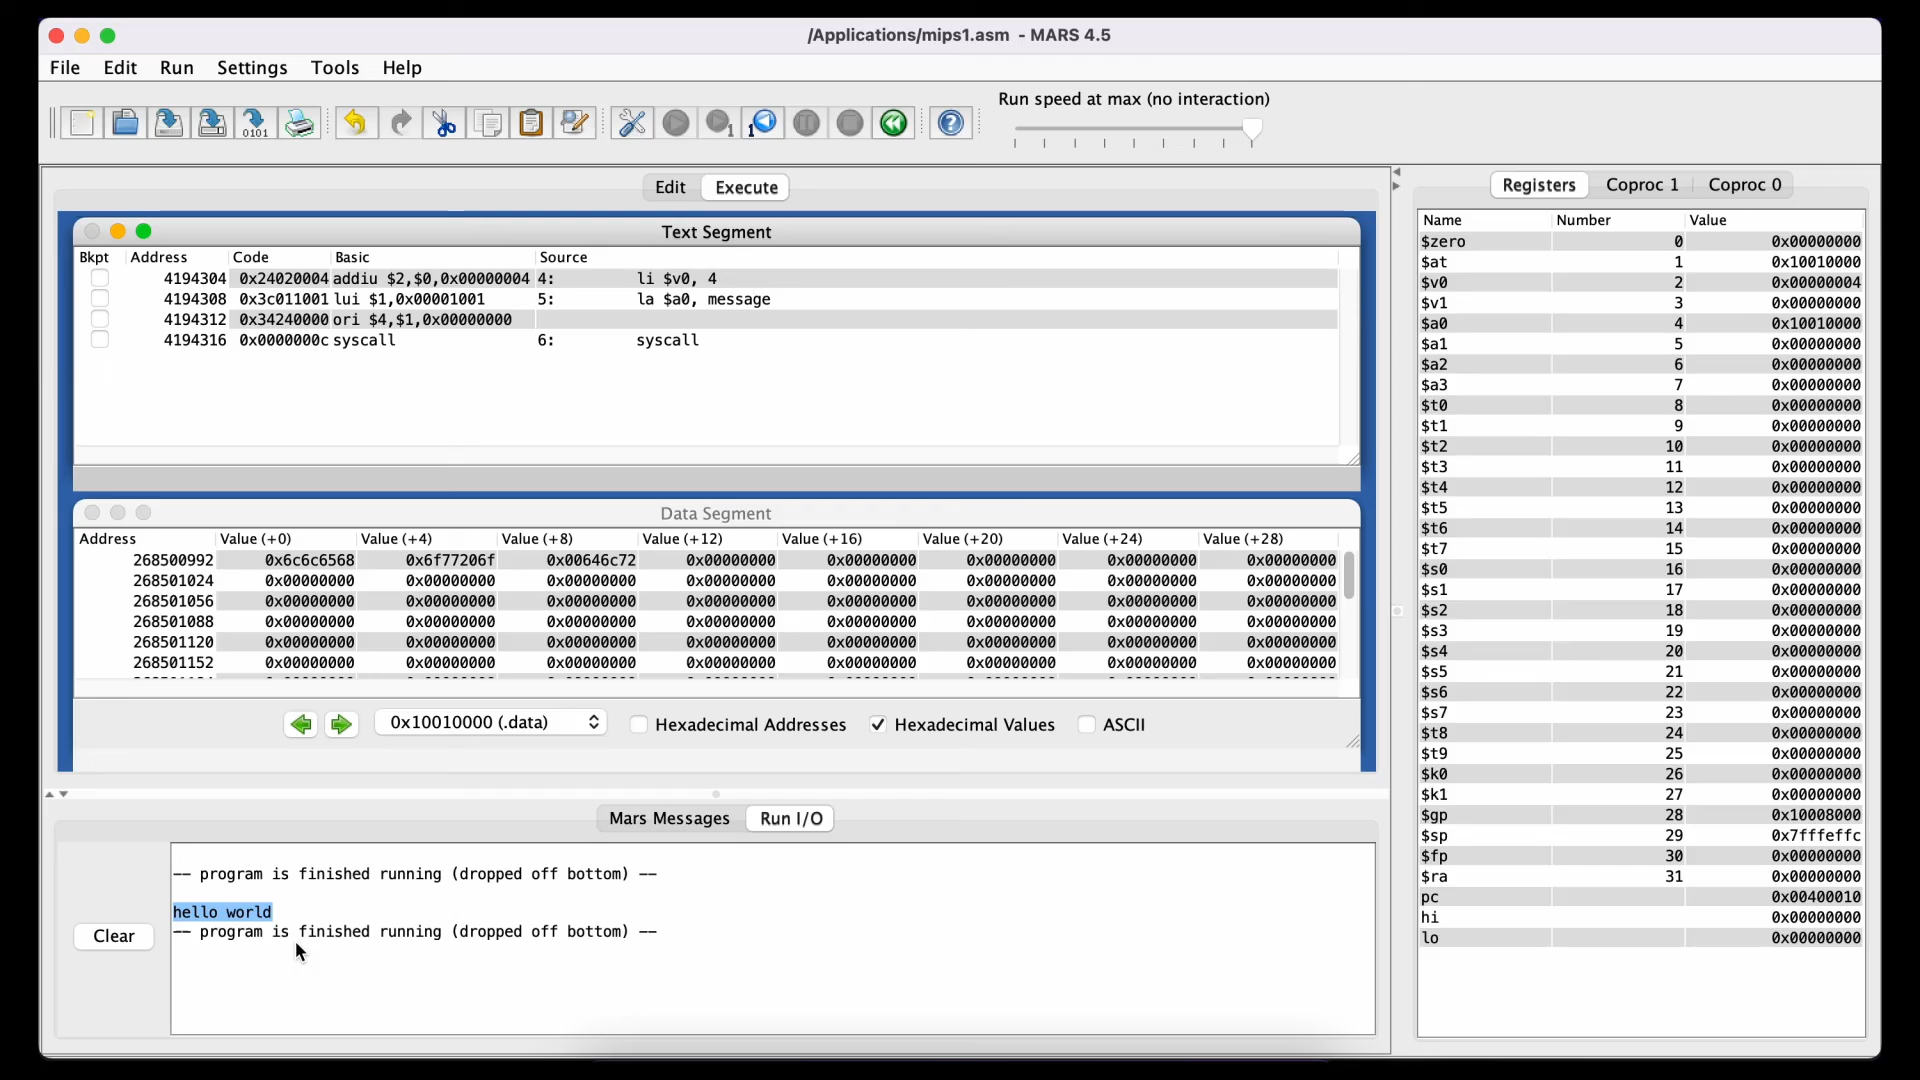 /Applications/mips1.asm - MARS 4.5
File Edit Run Settings Tools Help
Run speed at max (no interaction)
0101 1 1
Edit Execute
Registers Coproc 1 Coproc 0
Text Segment
Bkpt Address Code Basic Source
4194304 0x24020004 addiu $2,$0,0x00000004 4: li $v0, 4
4194308 0x3c011001 lui $1,0x00001001 5: la $a0, message
4194312 0x34240000 ori $4,$1,0x00000000
4194316 0x0000000c syscall 6: syscall
Data Segment
Address Value (+0) Value (+4) Value (+8) Value (+12) Value (+16) Value (+20) Value (+24) Value (+28)
268500992 0x6c6c6568 0x6f77206f 0x00646c72 0x00000000 0x00000000 0x00000000 0x00000000 0x00000000
268501024 0x00000000 0x00000000 0x00000000 0x00000000 0x00000000 0x00000000 0x00000000 0x00000000
268501056 0x00000000 0x00000000 0x00000000 0x00000000 0x00000000 0x00000000 0x00000000 0x00000000
268501088 0x00000000 0x00000000 0x00000000 0x00000000 0x00000000 0x00000000 0x00000000 0x00000000
268501120 0x00000000 0x00000000 0x00000000 0x00000000 0x00000000 0x00000000 0x00000000 0x00000000
268501152 0x00000000 0x00000000 0x00000000 0x00000000 0x00000000 0x00000000 0x00000000 0x00000000
0x10010000 (.data) Hexadecimal Addresses Hexadecimal Values ASCII
Mars Messages Run I/O
-- program is finished running (dropped off bottom) --
hello world
-- program is finished running (dropped off bottom) --
Clear
Name Number Value
$zero 0 0x00000000
$at 1 0x10010000
$v0 2 0x00000004
$v1 3 0x00000000
$a0 4 0x10010000
$a1 5 0x00000000
$a2 6 0x00000000
$a3 7 0x00000000
$t0 8 0x00000000
$t1 9 0x00000000
$t2 10 0x00000000
$t3 11 0x00000000
$t4 12 0x00000000
$t5 13 0x00000000
$t6 14 0x00000000
$t7 15 0x00000000
$s0 16 0x00000000
$s1 17 0x00000000
$s2 18 0x00000000
$s3 19 0x00000000
$s4 20 0x00000000
$s5 21 0x00000000
$s6 22 0x00000000
$s7 23 0x00000000
$t8 24 0x00000000
$t9 25 0x00000000
$k0 26 0x00000000
$k1 27 0x00000000
$gp 28 0x10008000
$sp 29 0x7fffeffc
$fp 30 0x00000000
$ra 31 0x00000000
pc 0x00400010
hi 0x00000000
lo 0x00000000